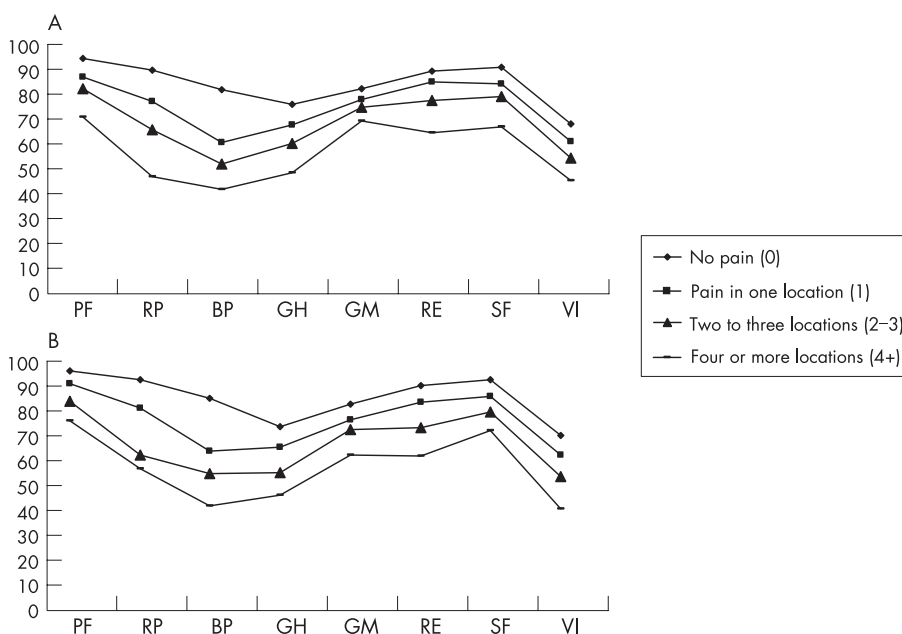 A
100
90
80
70
60
50
40
30
20
10
0
PF RP BP GH GM RE SF VI
No pain (0)
Pain in one location (1)
Two to three locations (2–3)
Four or more locations (4+)
B
100
90
80
70
60
50
40
30
20
10
0
PF RP BP GH GM RE SF VI